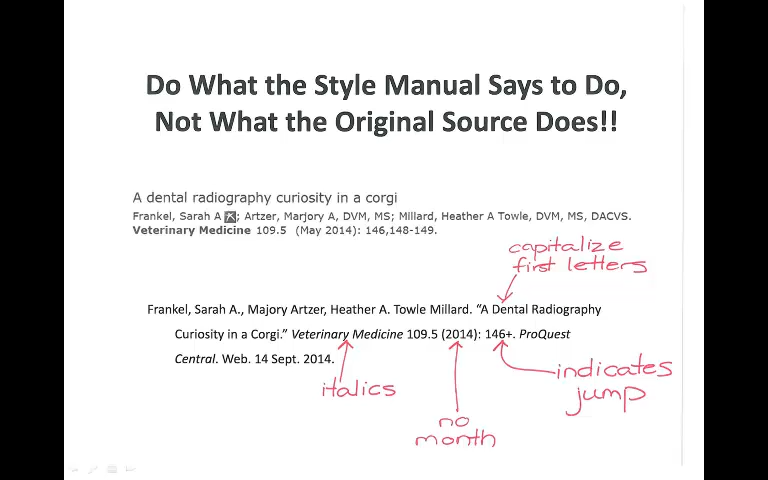 Do What the Style Manual Says to Do,
Not What the Original Source Does!!
A dental radiography curiosity in a corgi
Frankel, Sarah A; Artzer, Marjory A, DVM, MS; Millard, Heather A Towle, DVM, MS, DACVS.
Veterinary Medicine 109.5 (May 2014): 146,148-149.
capitalize
first letters
Frankel, Sarah A., Majory Artzer, Heather A. Towle Millard. “A Dental Radiography
Curiosity in a Corgi.” Veterinary Medicine 109.5 (2014): 146+. ProQuest
Central. Web. 14 Sept. 2014.
italics
no
month
indicates
jump